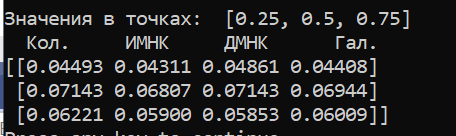 Значения в точках:  [0.25, 0.5, 0.75]
Кол.      ИМНК      ДМНК      Гал.
[[0.04493 0.04311 0.04861 0.04408]
[0.07143 0.06807 0.07143 0.06944]
[0.06221 0.05900 0.05853 0.06009]]